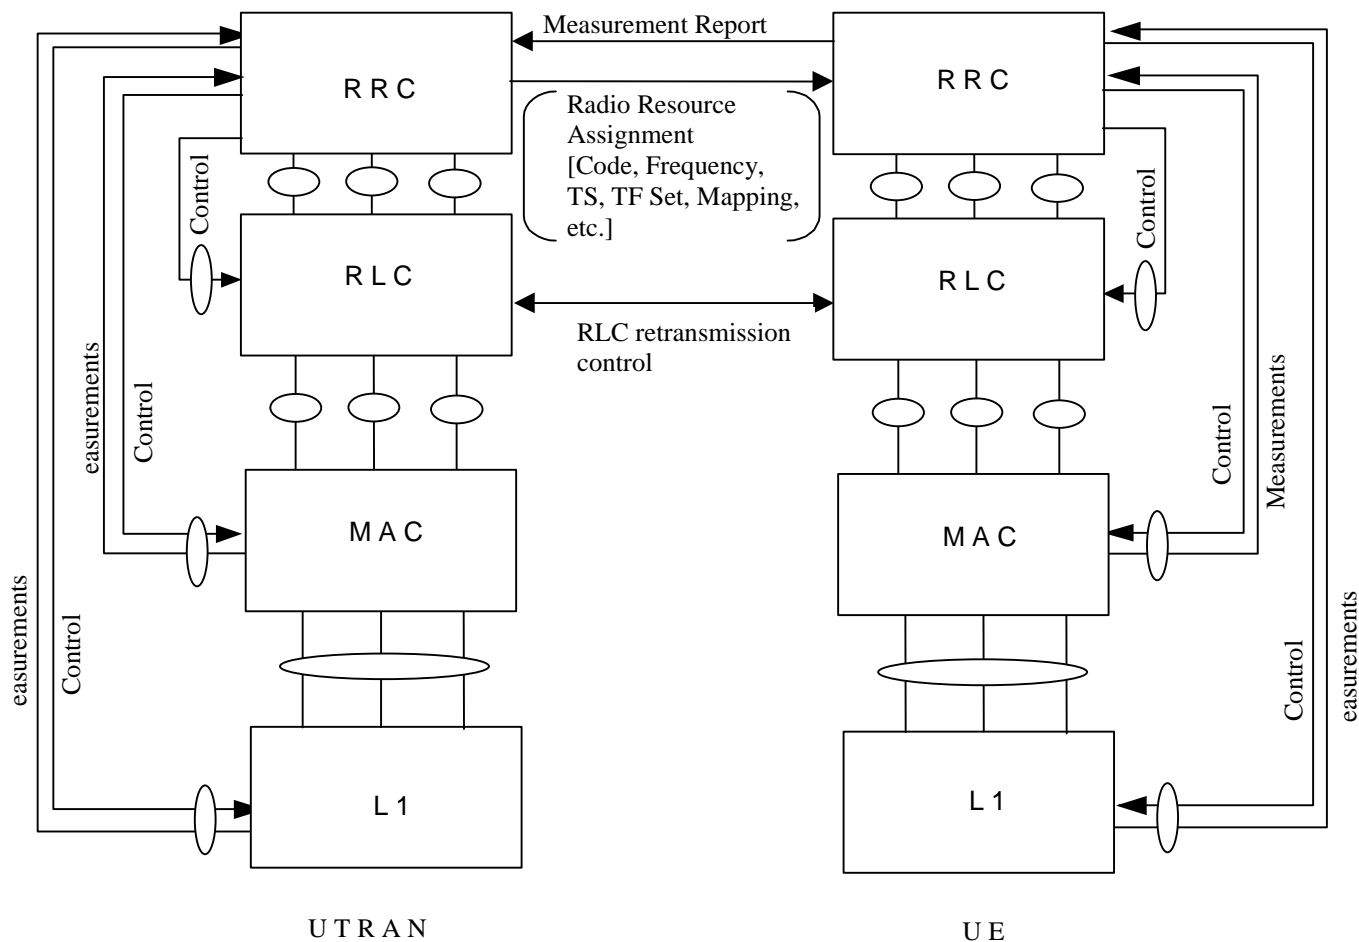 Measurement Report
R R C
R R C
Radio Resource
Assignment
[Code, Frequency,
TS, TF Set, Mapping,
etc.]
Control
Control
R L C
R L C
RLC retransmission
control
easurements
Control
Control
Measurements
M A C
M A C
easurements
Control
Control
easurements
L 1
L 1
U T R A N
U E